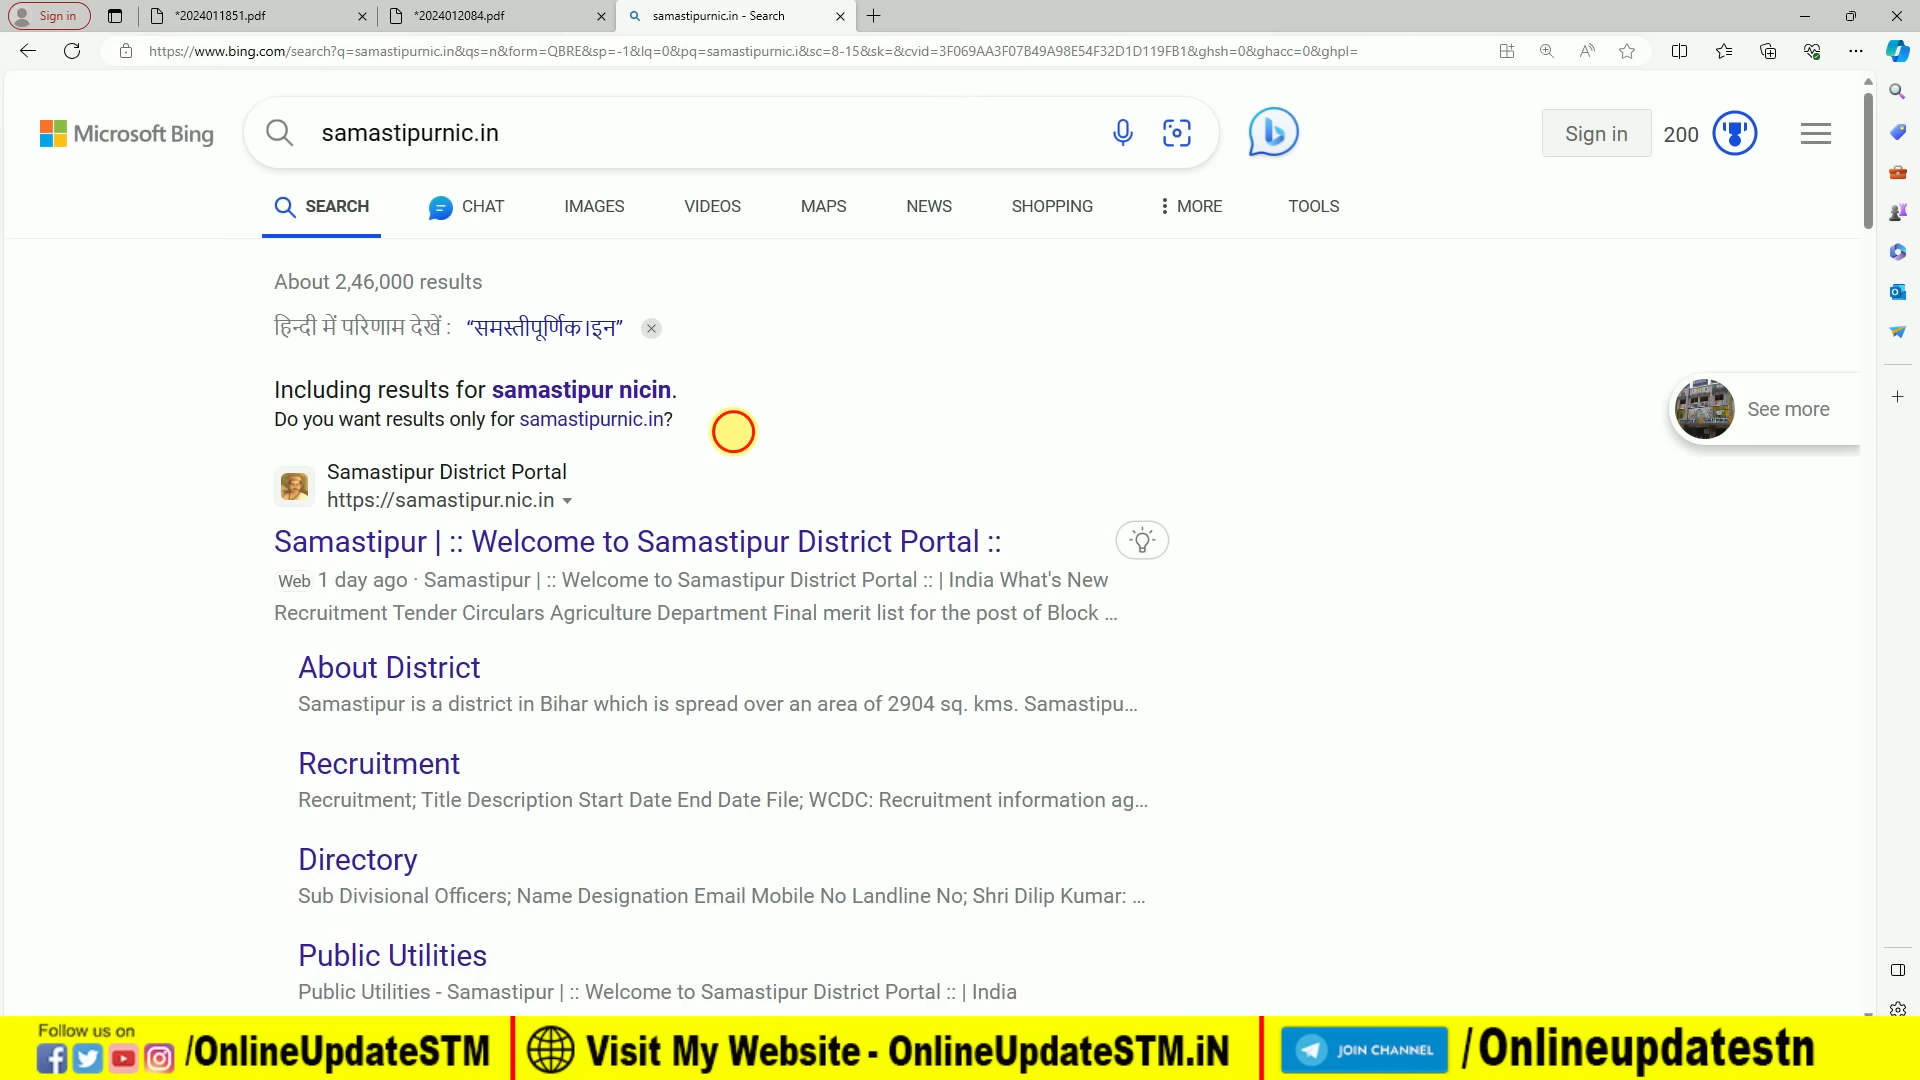 Sign in
*2024011851.pdf
*2024012084.pdf
samastipurnic.in - Search
https://www.bing.com/search?q=samastipurnic.in&qs=n&form=QBRE&sp=-1&lq=0&pq=samastipurnic.i&sc=8-15&sk=&cvid=3F069AA3F07B49A98E54F32D1D119FB1&ghsh=0&ghacc=0&ghpl=
Microsoft Bing
samastipurnic.in
Sign in
200
SEARCH
CHAT
IMAGES
VIDEOS
MAPS
NEWS
SHOPPING
MORE
TOOLS
About 2,46,000 results
हिन्दी में परिणाम देखें : “समस्तीपूर्णिक।इन”
Including results for samastipur nicin.
Do you want results only for samastipurnic.in?
See more
Samastipur District Portal
https://samastipur.nic.in
Samastipur | :: Welcome to Samastipur District Portal ::
Web 1 day ago · Samastipur | :: Welcome to Samastipur District Portal :: | India What's New
Recruitment Tender Circulars Agriculture Department Final merit list for the post of Block ...
About District
Samastipur is a district in Bihar which is spread over an area of 2904 sq. kms. Samastipu...
Recruitment
Recruitment; Title Description Start Date End Date File; WCDC: Recruitment information ag...
Directory
Sub Divisional Officers; Name Designation Email Mobile No Landline No; Shri Dilip Kumar: ...
Public Utilities
Public Utilities - Samastipur | :: Welcome to Samastipur District Portal :: | India
Follow us on
/OnlineUpdateSTM
Visit My Website - OnlineUpdateSTM.iN
JOIN CHANNEL
/Onlineupdatestn